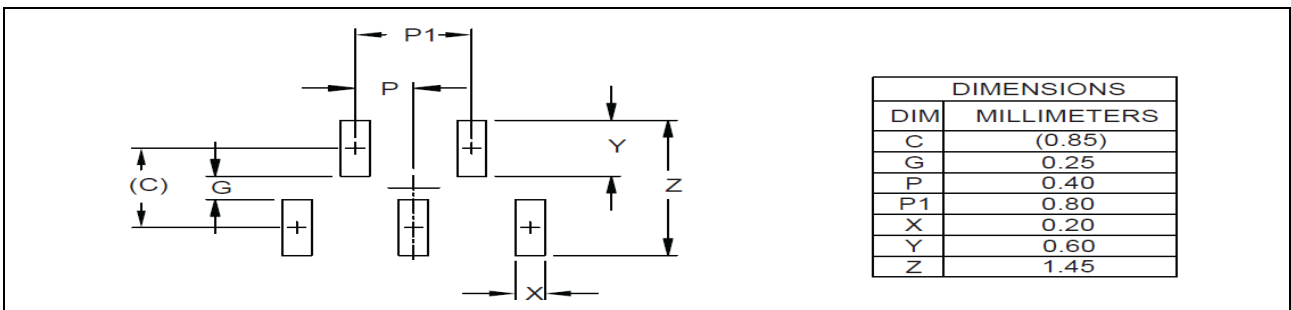 P1
P
Y
(C)
G
Z
X
DIMENSIONS
DIM MILLIMETERS
C (0.85)
G 0.25
P 0.40
P1 0.80
X 0.20
Y 0.60
Z 1.45